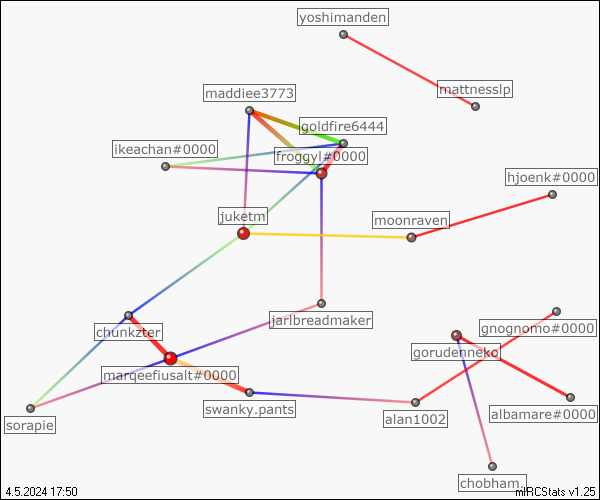 yoshimanden
mattnesslp
maddiee3773
goldfire6444
ikeachan#0000
froggyl#0000
hjoenk#0000
juketm
moonraven
jarlbreadmaker
chunkzter
gnognomo#0000
gorudenneko
marqeefiusalt#0000
swanky.pants
albamare#0000
sorapie
alan1002
chobham.
4.5.2024 17:50
mIRCStats v1.25